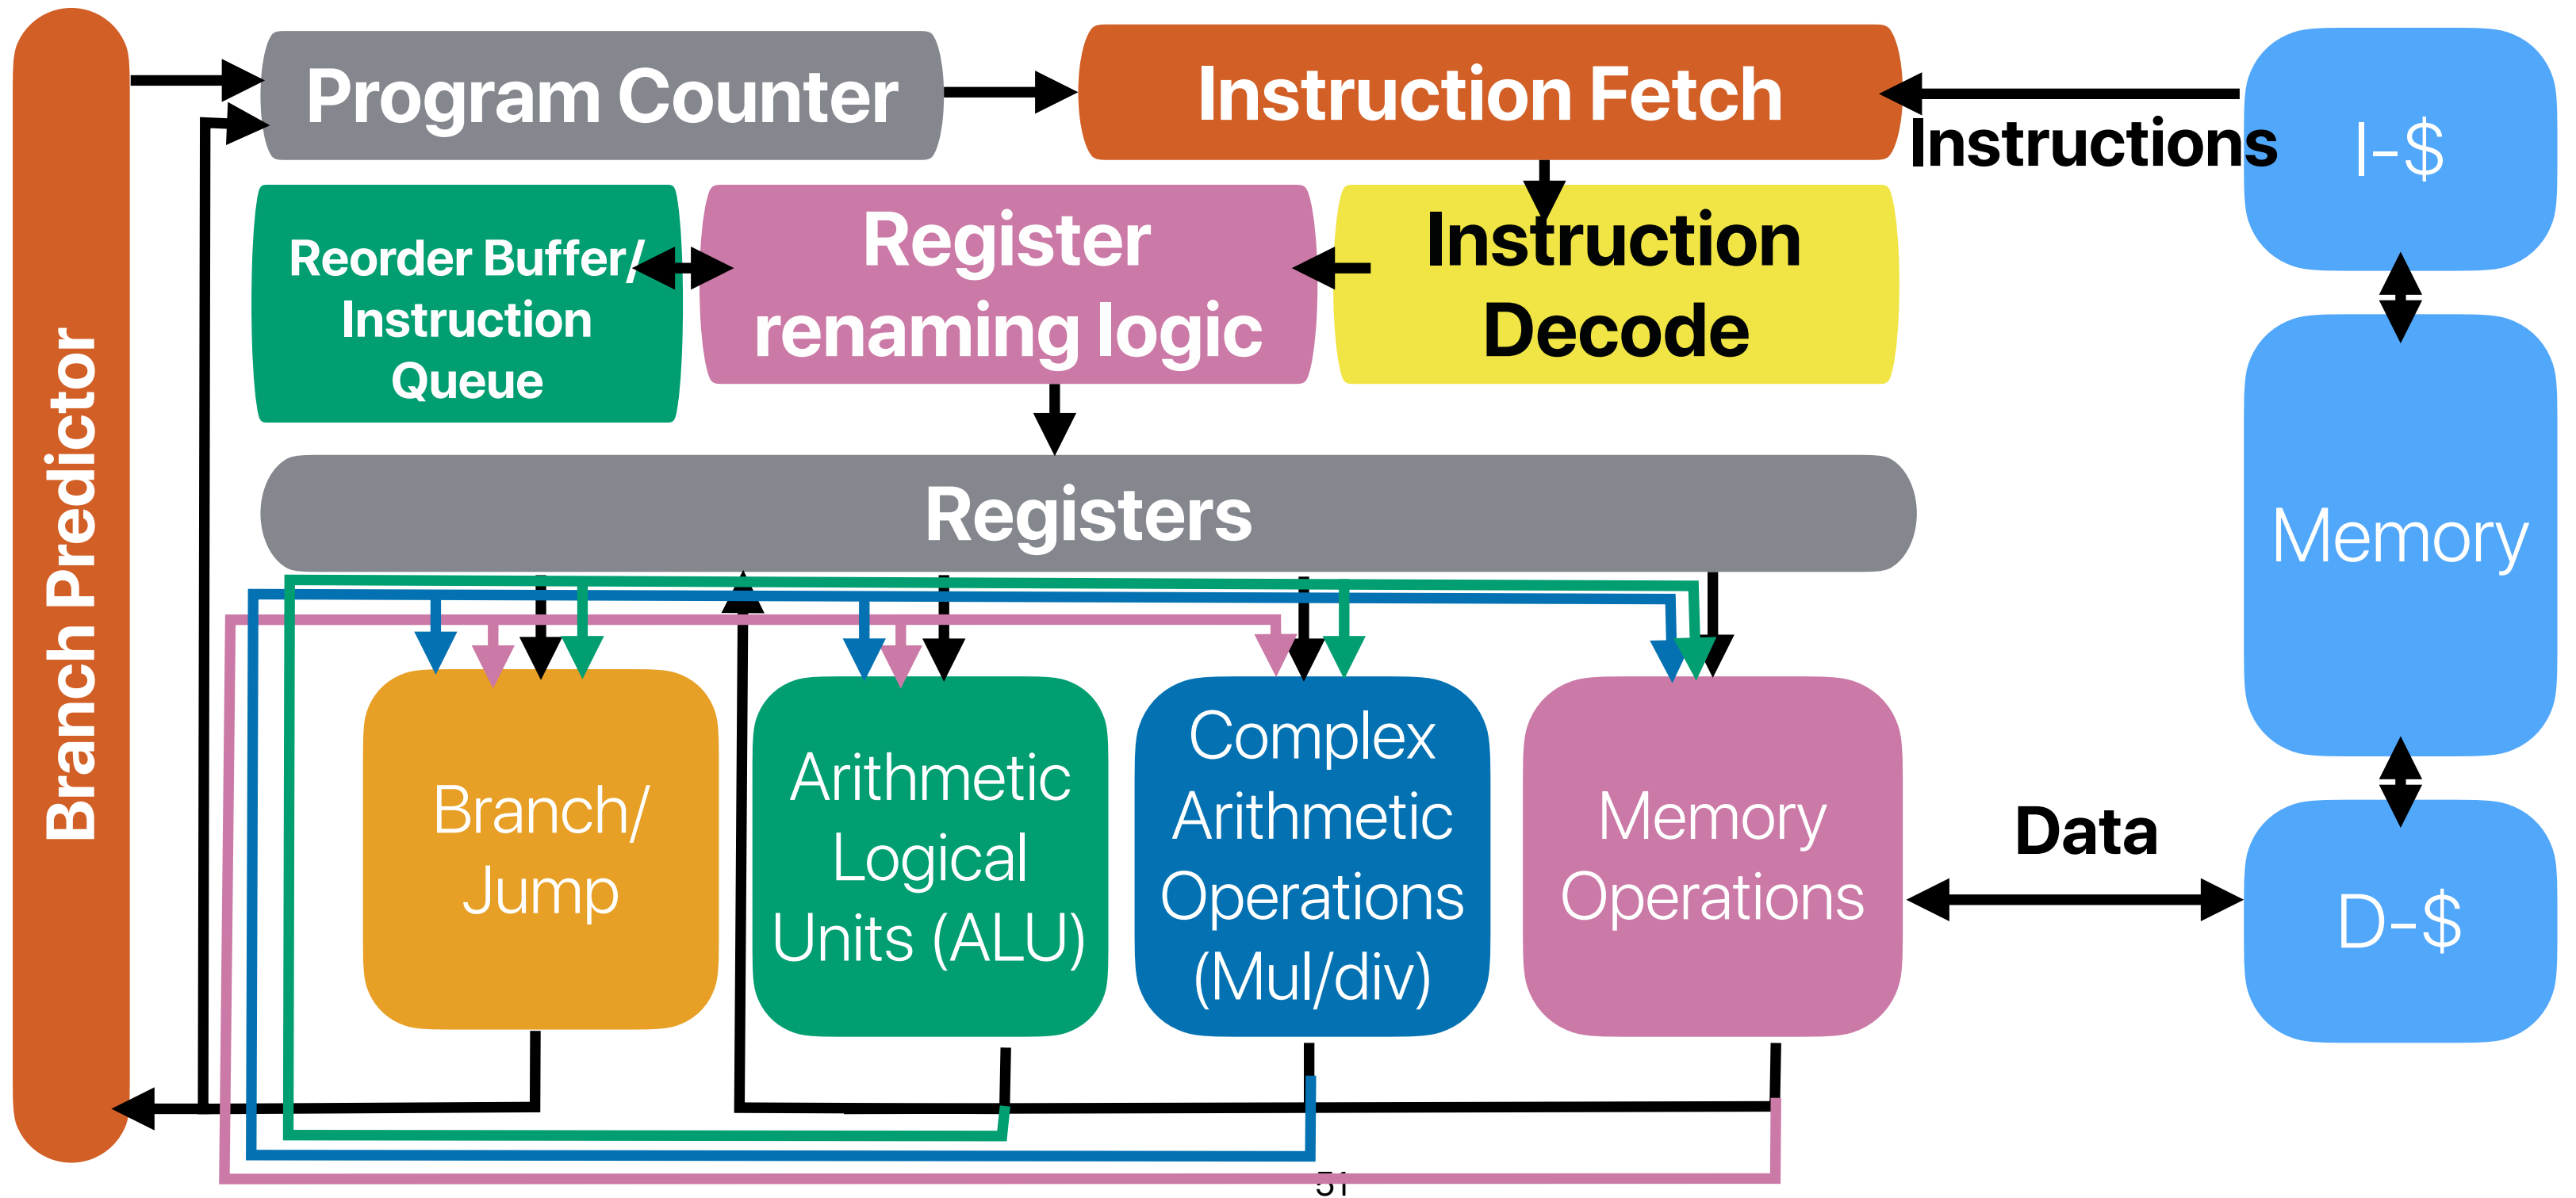 Branch Predictor
Program Counter
Instruction Fetch
Instructions
I-$
Reorder Buffer/
Instruction
Queue
Register
renaming logic
Instruction
Decode
Registers
Memory
Branch/
Jump
Arithmetic
Logical
Units (ALU)
Complex
Arithmetic
Operations
(Mul/div)
Memory
Operations
Data
D-$
51